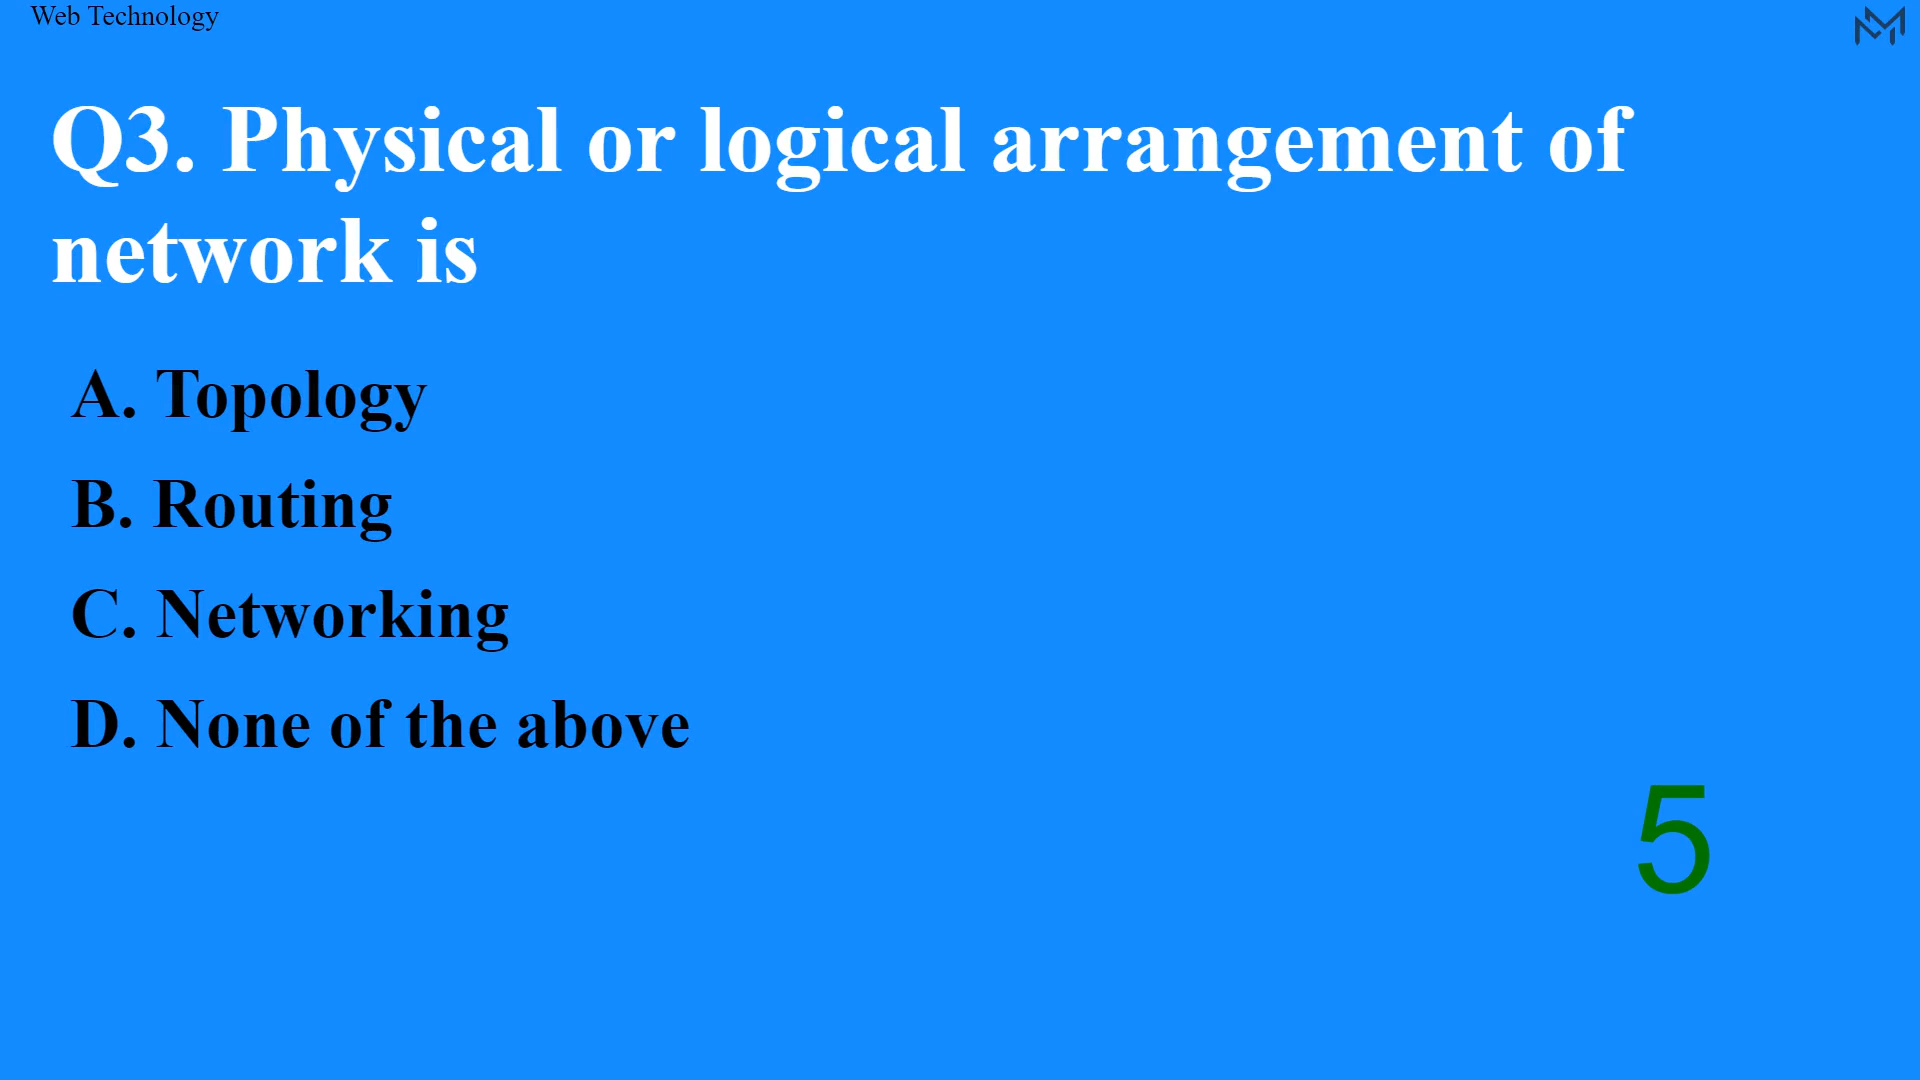 Web Technology
Q3. Physical or logical arrangement of
network is
A. Topology
B. Routing
C. Networking
D. None of the above
5